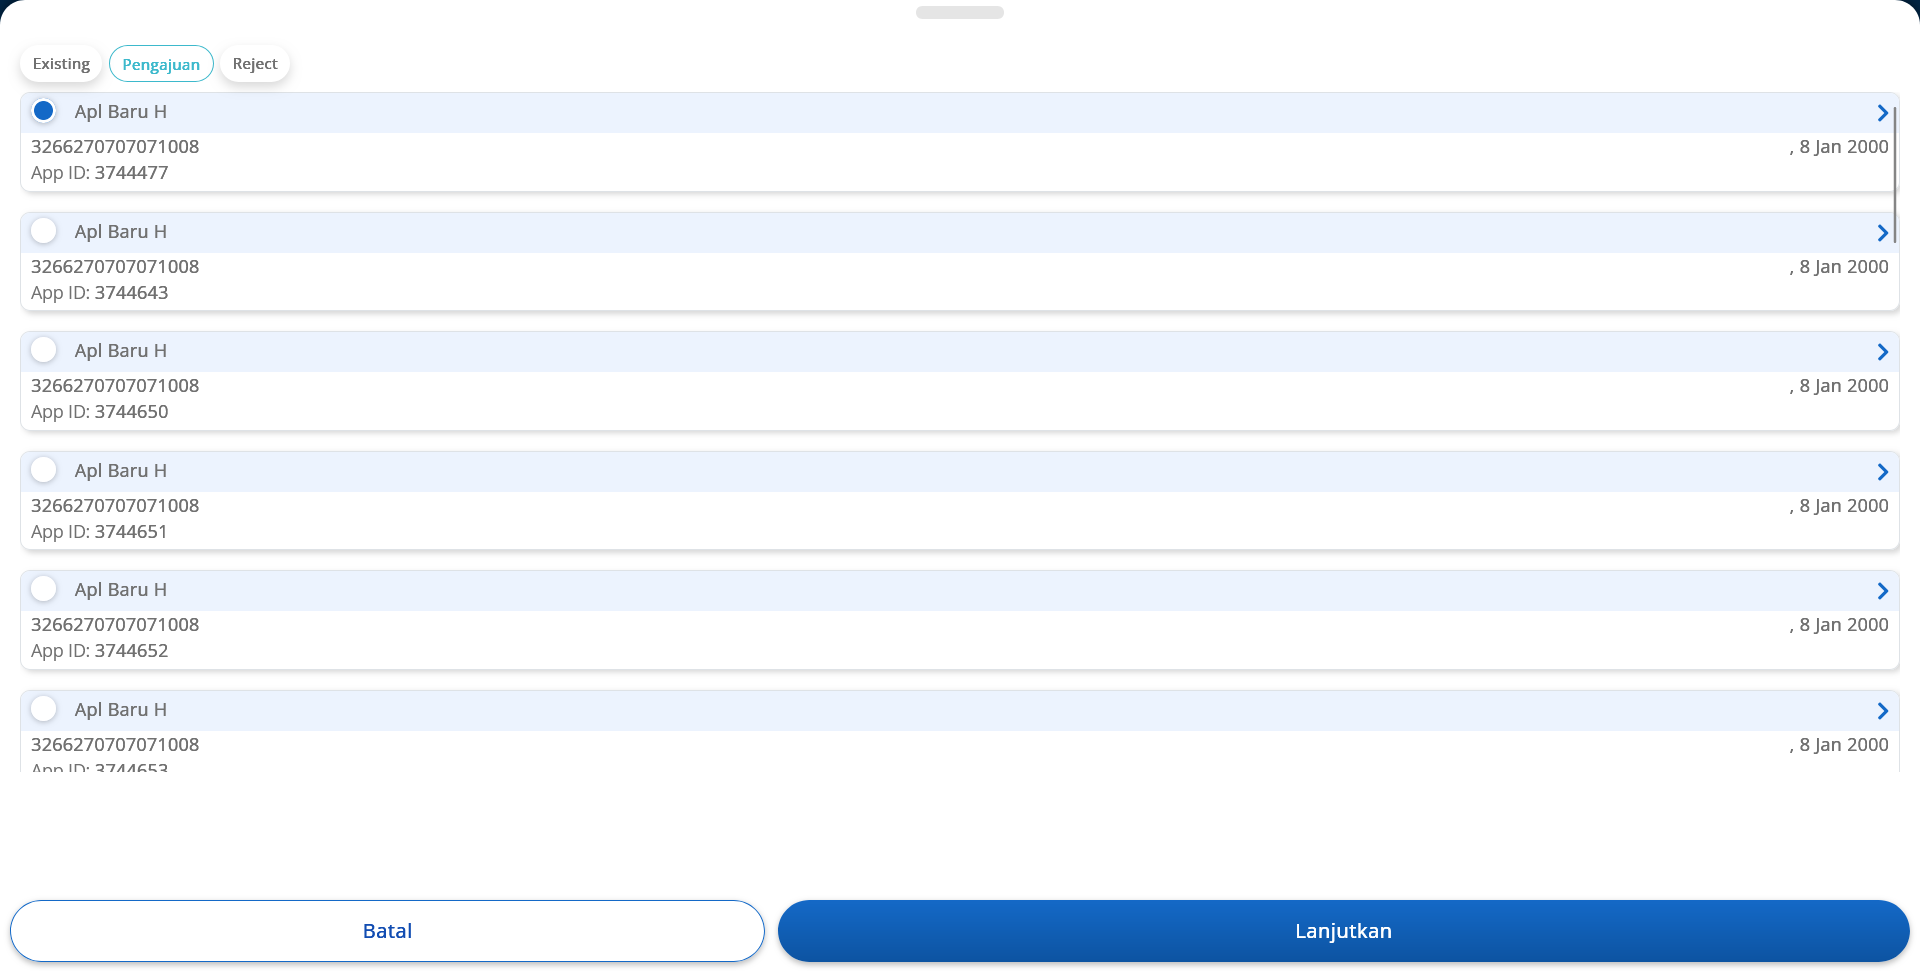 Existing Pengajuan Reject
Apl Baru H
3266270707071008 , 8 Jan 2000
App ID: 3744477
Apl Baru H
3266270707071008 , 8 Jan 2000
App ID: 3744643
Apl Baru H
3266270707071008 , 8 Jan 2000
App ID: 3744650
Apl Baru H
3266270707071008 , 8 Jan 2000
App ID: 3744651
Apl Baru H
3266270707071008 , 8 Jan 2000
App ID: 3744652
Apl Baru H
3266270707071008 , 8 Jan 2000
App ID: 3744653
Batal Lanjutkan